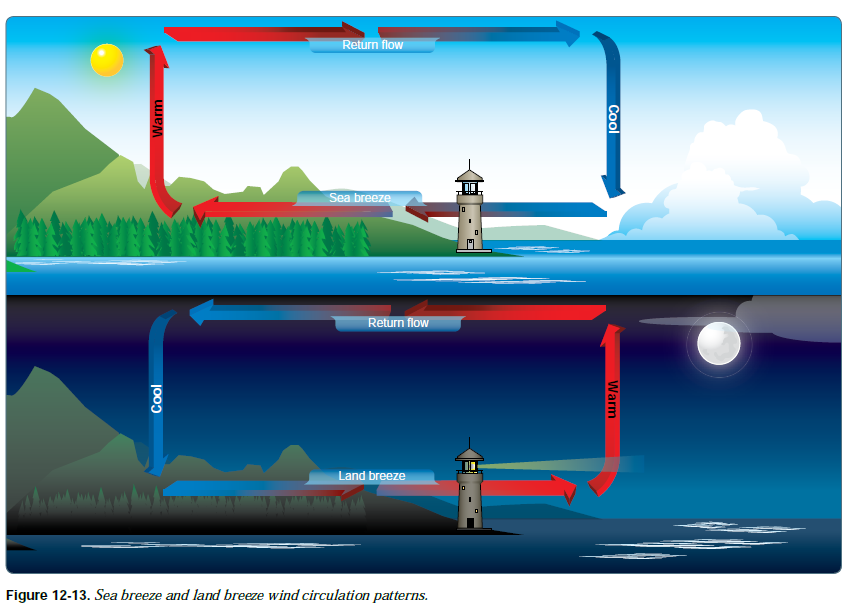 Return flow
Warm
Cool
Sea breeze
Return flow
Cool
Warm
Land breeze
Figure 12-13. Sea breeze and land breeze wind circulation patterns.